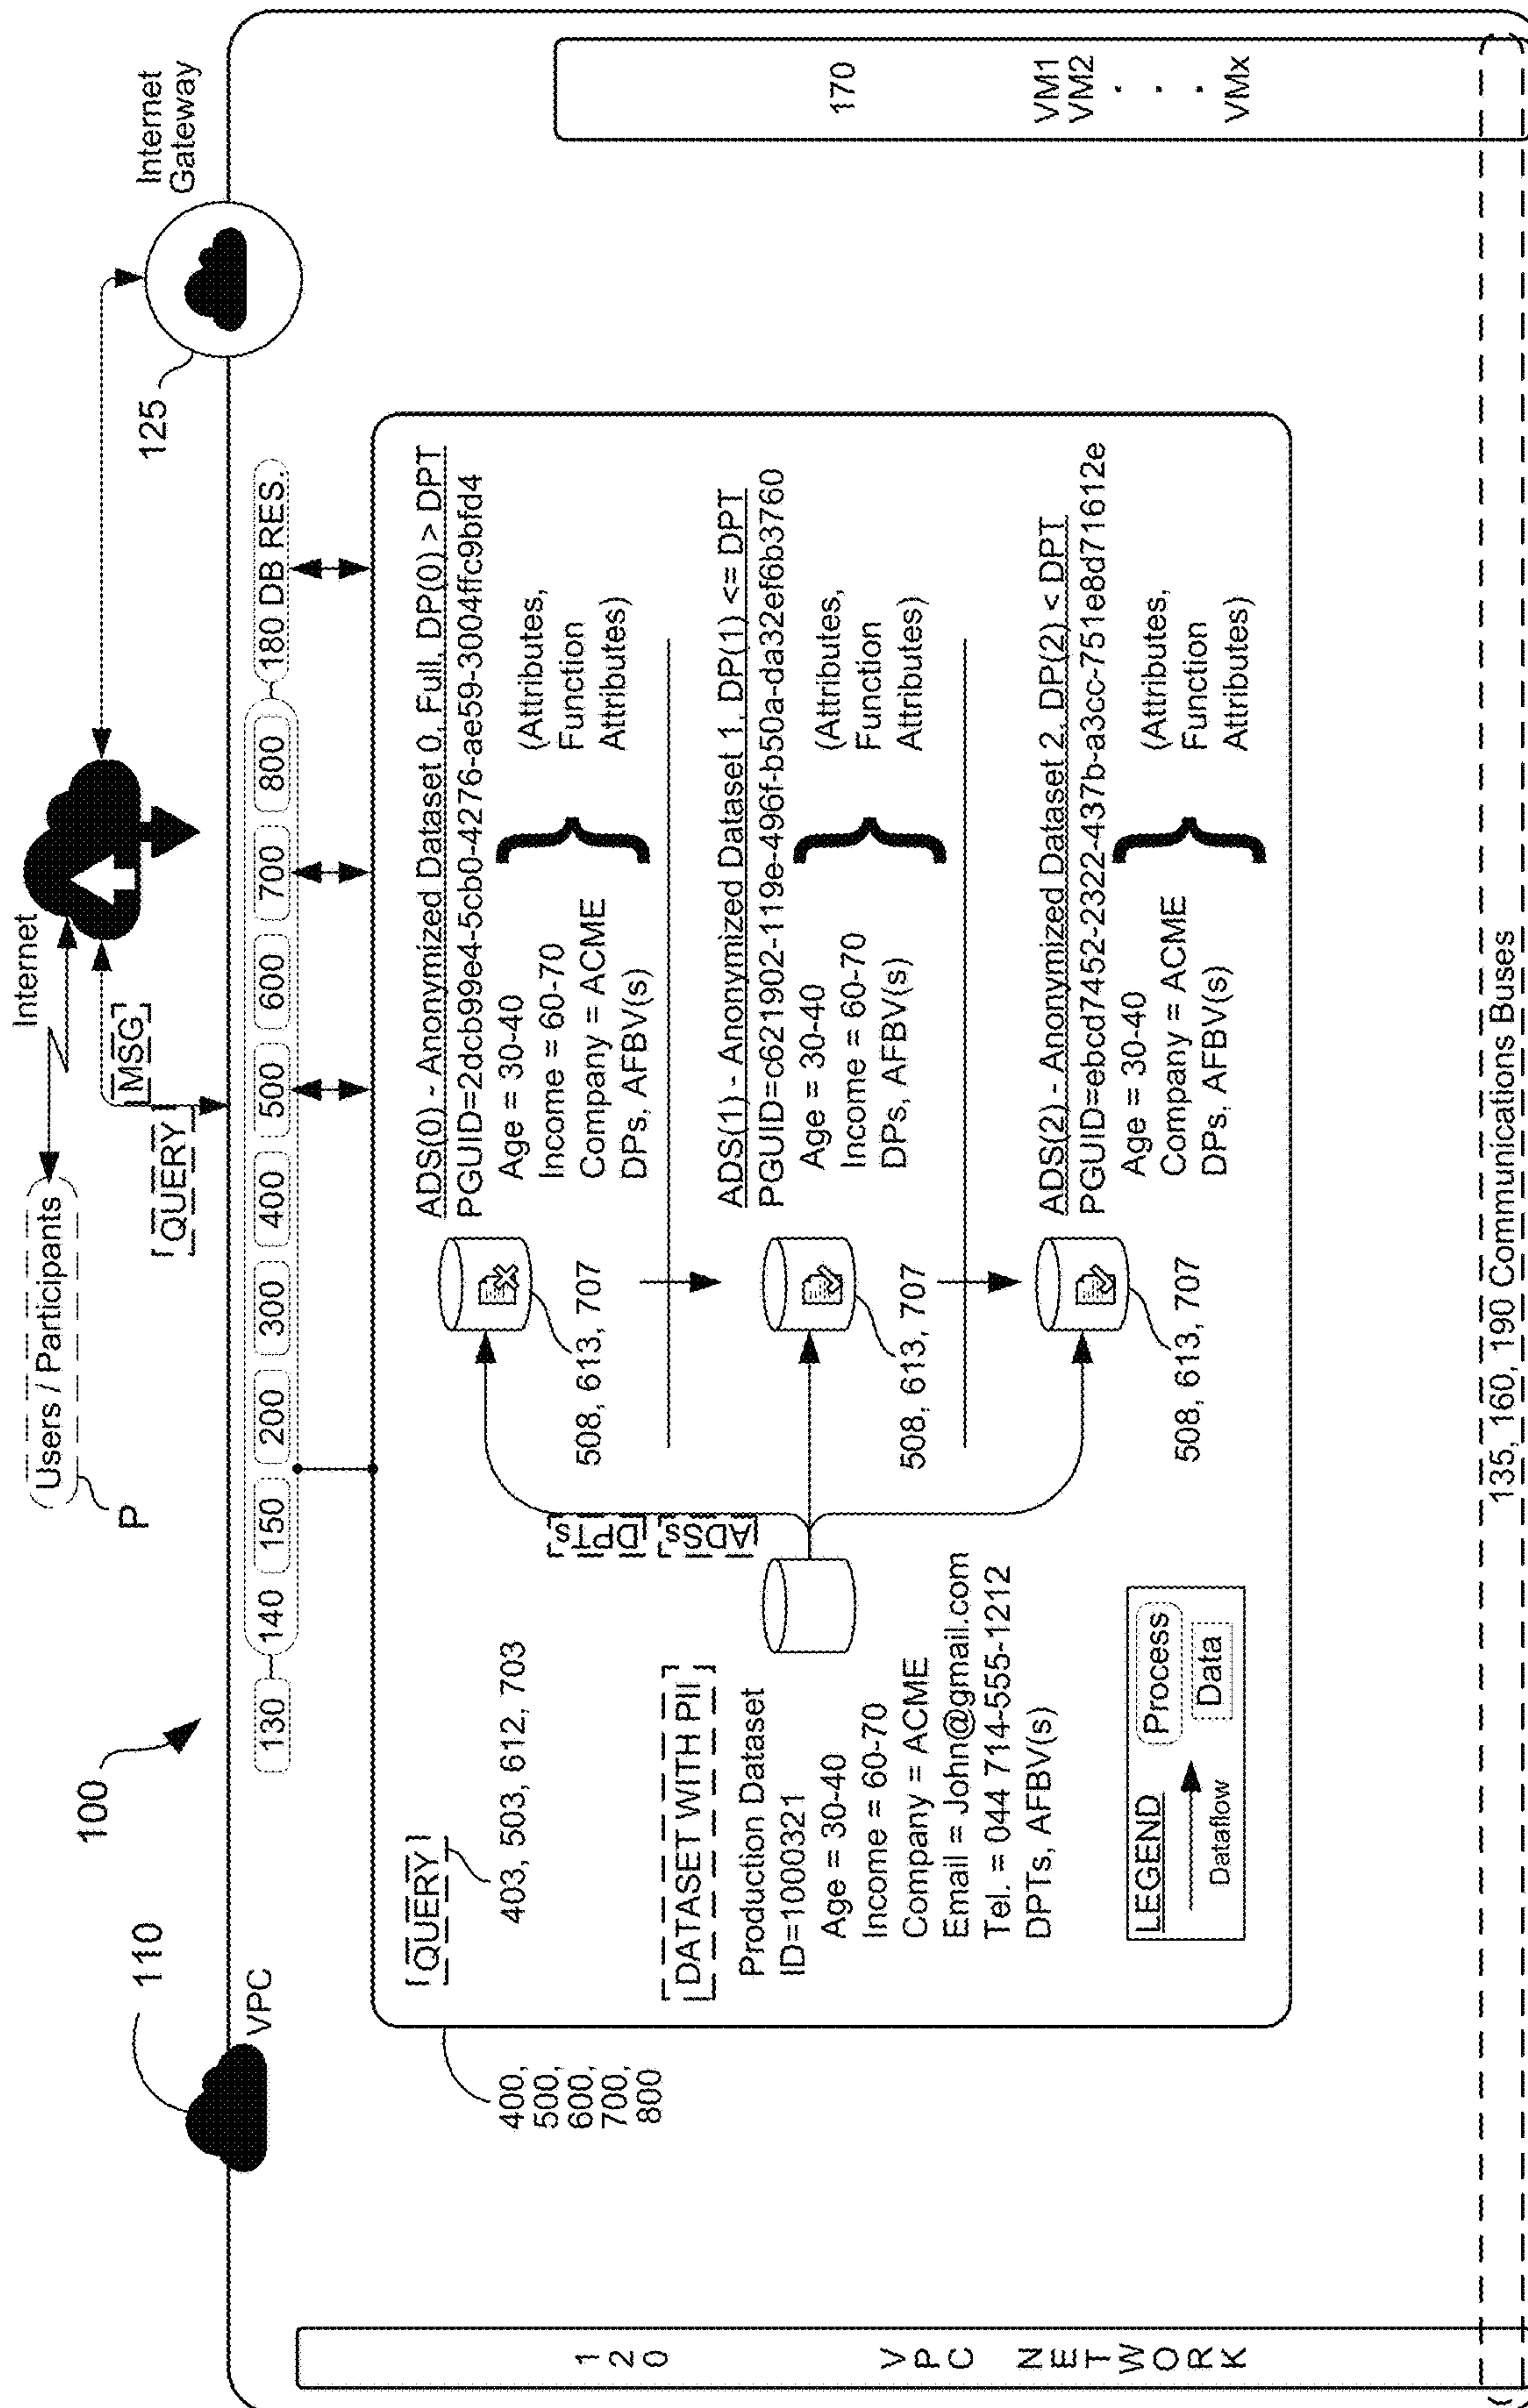 100
110
VPC
Users / Participants
P
Internet
[MSG]
[QUERY]
Internet
Gateway
125
130
140
150
200
300
400
500
600
700
800
180 DB RES.
400,
500,
600,
700,
800
[QUERY]
403, 503, 612, 703
[DATASET WITH PII]
Production Dataset
ID=1000321
Age = 30-40
Income = 60-70
Company = ACME
Email = John@gmail.com
Tel. = 044 714-555-1212
DPTs, AFBV(s)
[DPTs]
[ADSs]
ADS(0) - Anonymized Dataset 0, Full, DP(0) > DPT
PGUID=2dcb99e4-5cb0-4276-ae59-3004ffc9bfd4
Age = 30-40
Income = 60-70
Company = ACME
DPs, AFBV(s)
(Attributes,
Function
Attributes)
508, 613, 707
ADS(1) - Anonymized Dataset 1, DP(1) <= DPT
PGUID=c621902-119e-496f-b50a-da32ef6b3760
Age = 30-40
Income = 60-70
DPs, AFBV(s)
(Attributes,
Function
Attributes)
508, 613, 707
ADS(2) - Anonymized Dataset 2, DP(2) < DPT
PGUID=ebcd7452-2322-437b-a3cc-751e8d71612e
Age = 30-40
Company = ACME
DPs, AFBV(s)
(Attributes,
Function
Attributes)
508, 613, 707
LEGEND
Process
Dataflow
Data
120
VPC NETWORK
170
VM1
VM2
.
.
.
VMx
135, 160, 190 Communications Buses